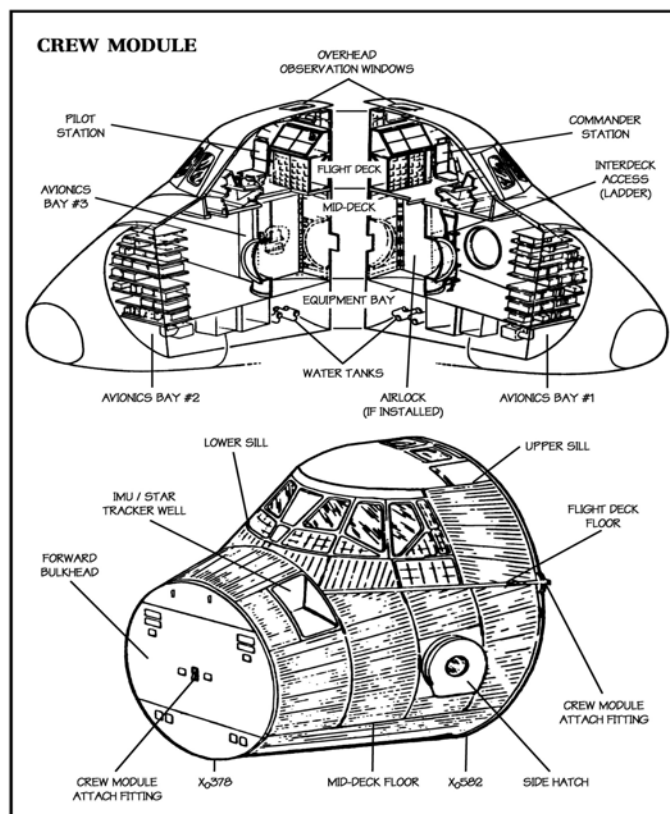 CREW MODULE
OVERHEAD
OBSERVATION WINDOWS
PILOT
STATION
COMMANDER
STATION
FLIGHT DECK
INTERDECK
ACCESS
(LADDER)
AVIONICS
BAY #3
MID-DECK
EQUIPMENT BAY
WATER TANKS
AVIONICS BAY #2
AIRLOCK
(IF INSTALLED)
AVIONICS BAY #1
LOWER SILL
UPPER SILL
IMU / STAR
TRACKER WELL
FLIGHT DECK
FLOOR
FORWARD
BULKHEAD
CREW MODULE
ATTACH FITTING
CREW MODULE
ATTACH FITTING
X₀378
MID-DECK FLOOR
X₀582
SIDE HATCH